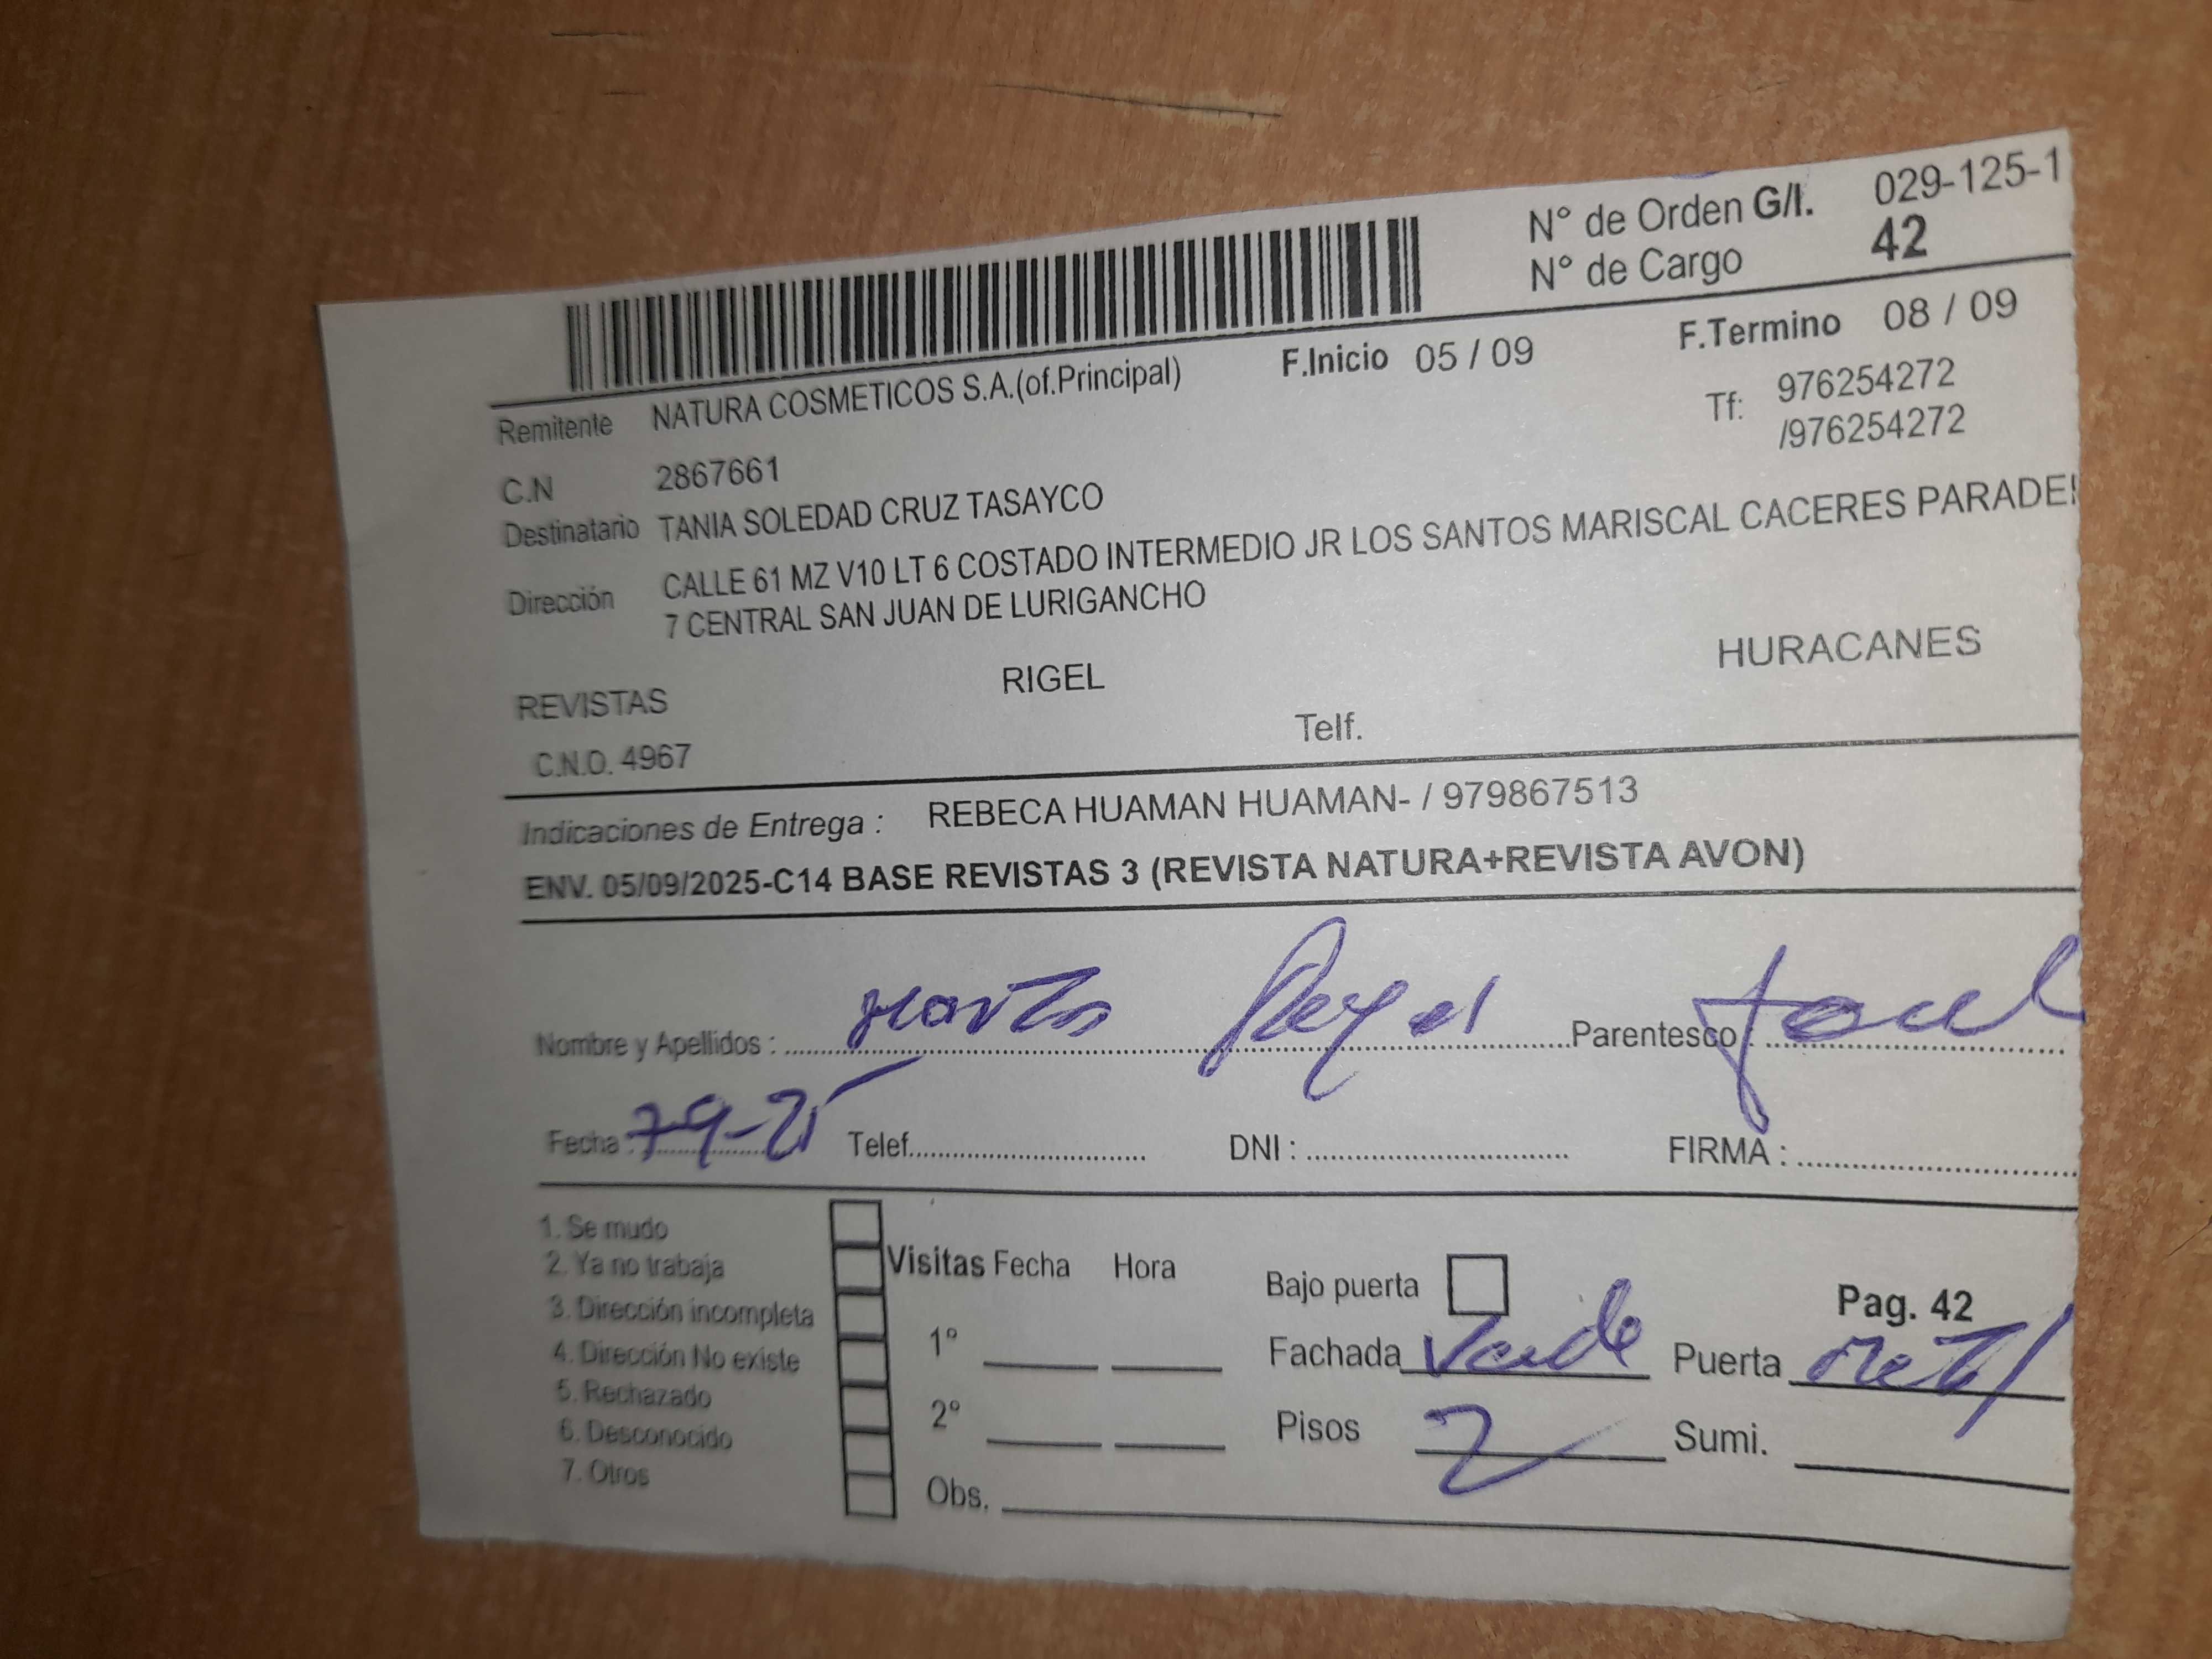 N° de Orden G/I. 029-125-1
N° de Cargo 42
F.Inicio 05 / 09 F.Termino 08 / 09
Remitente NATURA COSMETICOS S.A.(of.Principal)
Tf: 976254272
/976254272
C.N 2867661
Destinatario TANIA SOLEDAD CRUZ TASAYCO
Dirección CALLE 61 MZ V10 LT 6 COSTADO INTERMEDIO JR LOS SANTOS MARISCAL CACERES
7 CENTRAL SAN JUAN DE LURIGANCHO
REVISTAS RIGEL HURACANES
C.N.O. 4967 Telf.
Indicaciones de Entrega : REBECA HUAMAN HUAMAN- / 979867513
ENV. 05/09/2025-C14 BASE REVISTAS 3 (REVISTA NATURA+REVISTA AVON)
Nombre y Apellidos : Parentesco :
Fecha : 7-9-25 Telef. DNI : FIRMA :
1. Se mudo
2. Ya no trabaja
3. Dirección incompleta
4. Dirección No existe
5. Rechazado
6. Desconocido
7. Otros
Visitas Fecha Hora
1°
2°
Obs.
Bajo puerta Pag. 42
Fachada Verde Puerta
Pisos 2 Sumi.